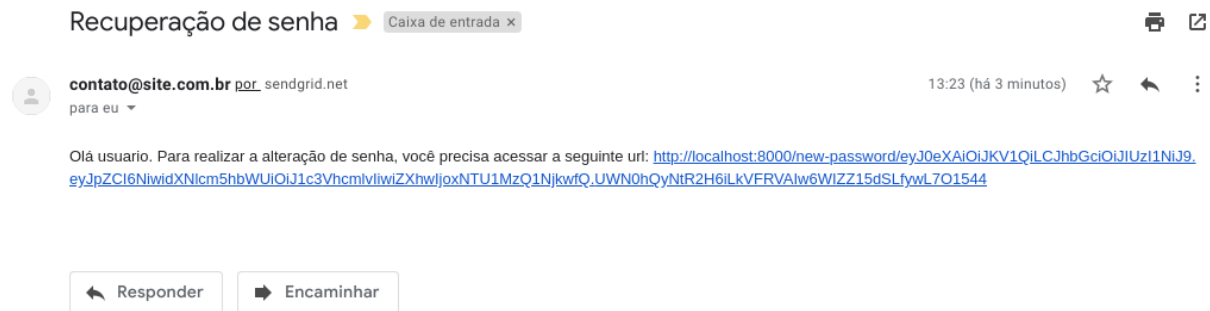 Recuperação de senha Caixa de entrada ×
contato@site.com.br por sendgrid.net 13:23 (há 3 minutos)
para eu
Olá usuario. Para realizar a alteração de senha, você precisa acessar a seguinte url: http://localhost:8000/new-password/eyJ0eXAiOiJKV1QiLCJhbGciOiJIUzI1NiJ9.
eyJpZCI6NiwidXNlcm5hbWUiOiJ1c3VhcmlvIiwiZXhwIjoxNTU1MzQ1NjkwfQ.UWN0hQyNtR2H6iLkVFRVAIw6WIZZ15dSLfywL7O1544
Responder Encaminhar